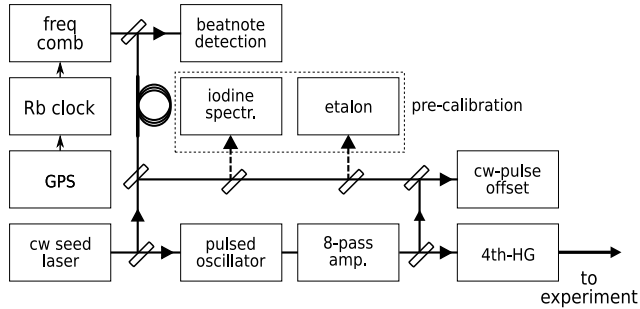 freq
comb
beatnote
detection
Rb clock
iodine
spectr.
etalon
pre-calibration
GPS
cw-pulse
offset
cw seed
laser
pulsed
oscillator
8-pass
amp.
4th-HG
to
experiment